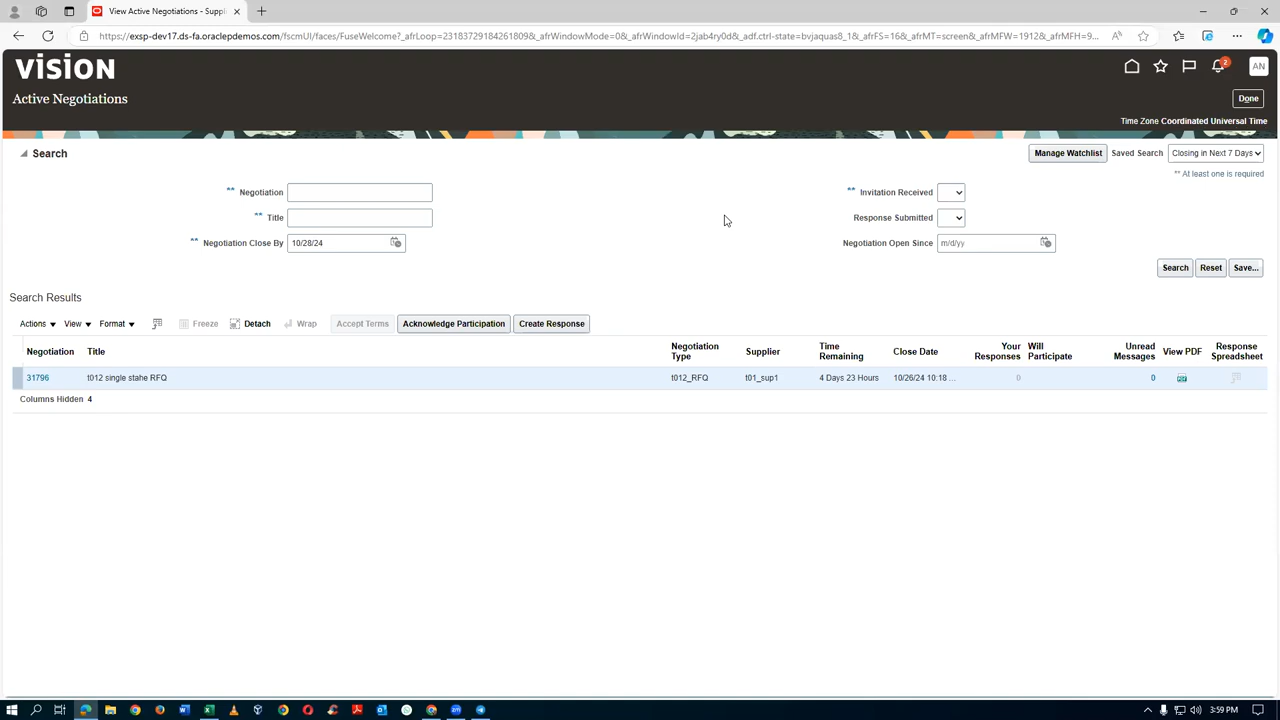 View Active Negotiations - Suppli
https://exsp-dev17.ds-fa.oraclepdemos.com/fscmUI/faces/FuseWelcome?_afrLoop=231837291842618​09&_afrWindowMode=0&_afrWindowId=2jab4ry0d&_adf.ctrl-state=bvjaquas8_1&_afrFS=16&_afrMT=screen&_afrMFW=1912&_afrMFH=9...
VISION
2
AN
Active Negotiations
Done
Time Zone Coordinated Universal Time
Search
Manage Watchlist Saved Search Closing in Next 7 Days
** At least one is required
** Negotiation
** Invitation Received
** Title
Response Submitted
** Negotiation Close By 10/28/24
Negotiation Open Since m/d/yy
Search Reset Save...
Search Results
Actions View Format Freeze Detach Wrap Accept Terms Acknowledge Participation Create Response
Negotiation Title Negotiation Type Supplier Time Remaining Close Date Your Responses Will Participate Unread Messages View PDF Response Spreadsheet
31796 t012 single stahe RFQ t012_RFQ t01_sup1 4 Days 23 Hours 10/26/24 10:18 ... 0 0
Columns Hidden 4
3:59 PM